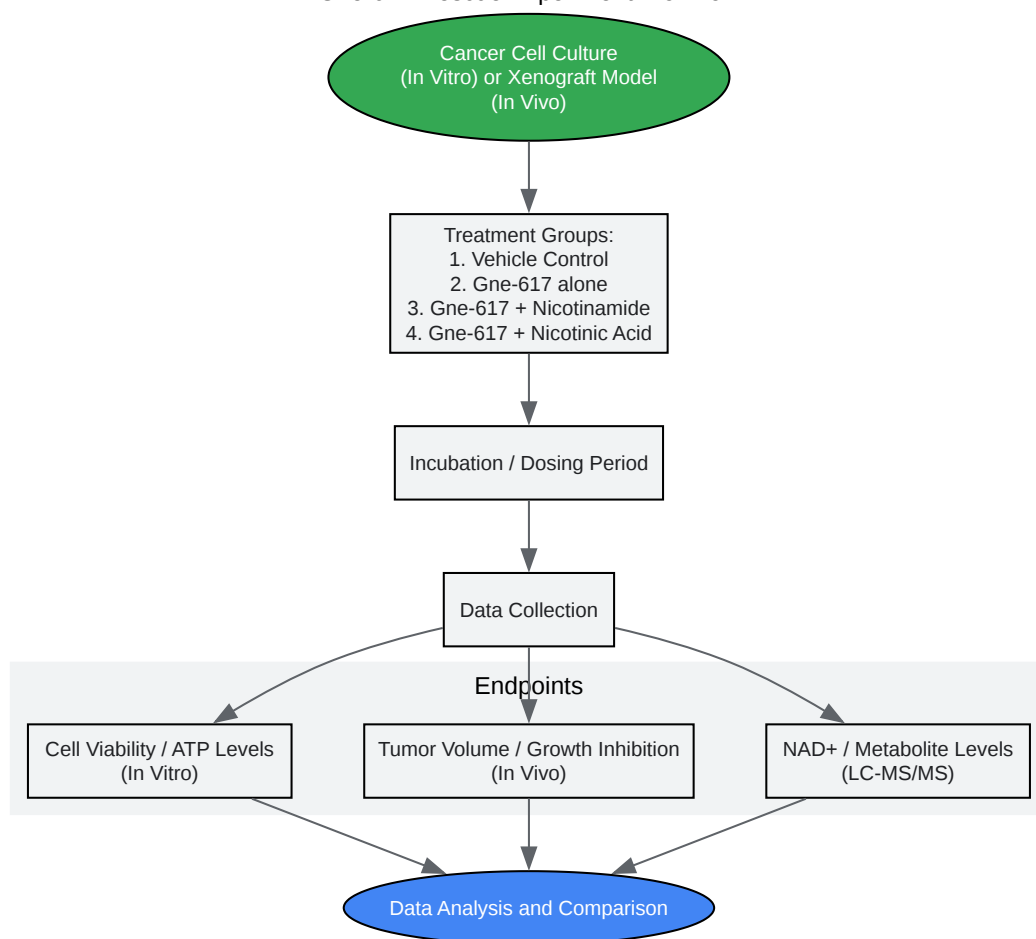 Cancer Cell Culture
(In Vitro) or Xenograft Model
(In Vivo)
Treatment Groups:
1. Vehicle Control
2. Gne-617 alone
3. Gne-617 + Nicotinamide
4. Gne-617 + Nicotinic Acid
Incubation / Dosing Period
Data Collection
Endpoints
Cell Viability / ATP Levels
(In Vitro)
Tumor Volume / Growth Inhibition
(In Vivo)
NAD+ / Metabolite Levels
(LC-MS/MS)
Data Analysis and Comparison